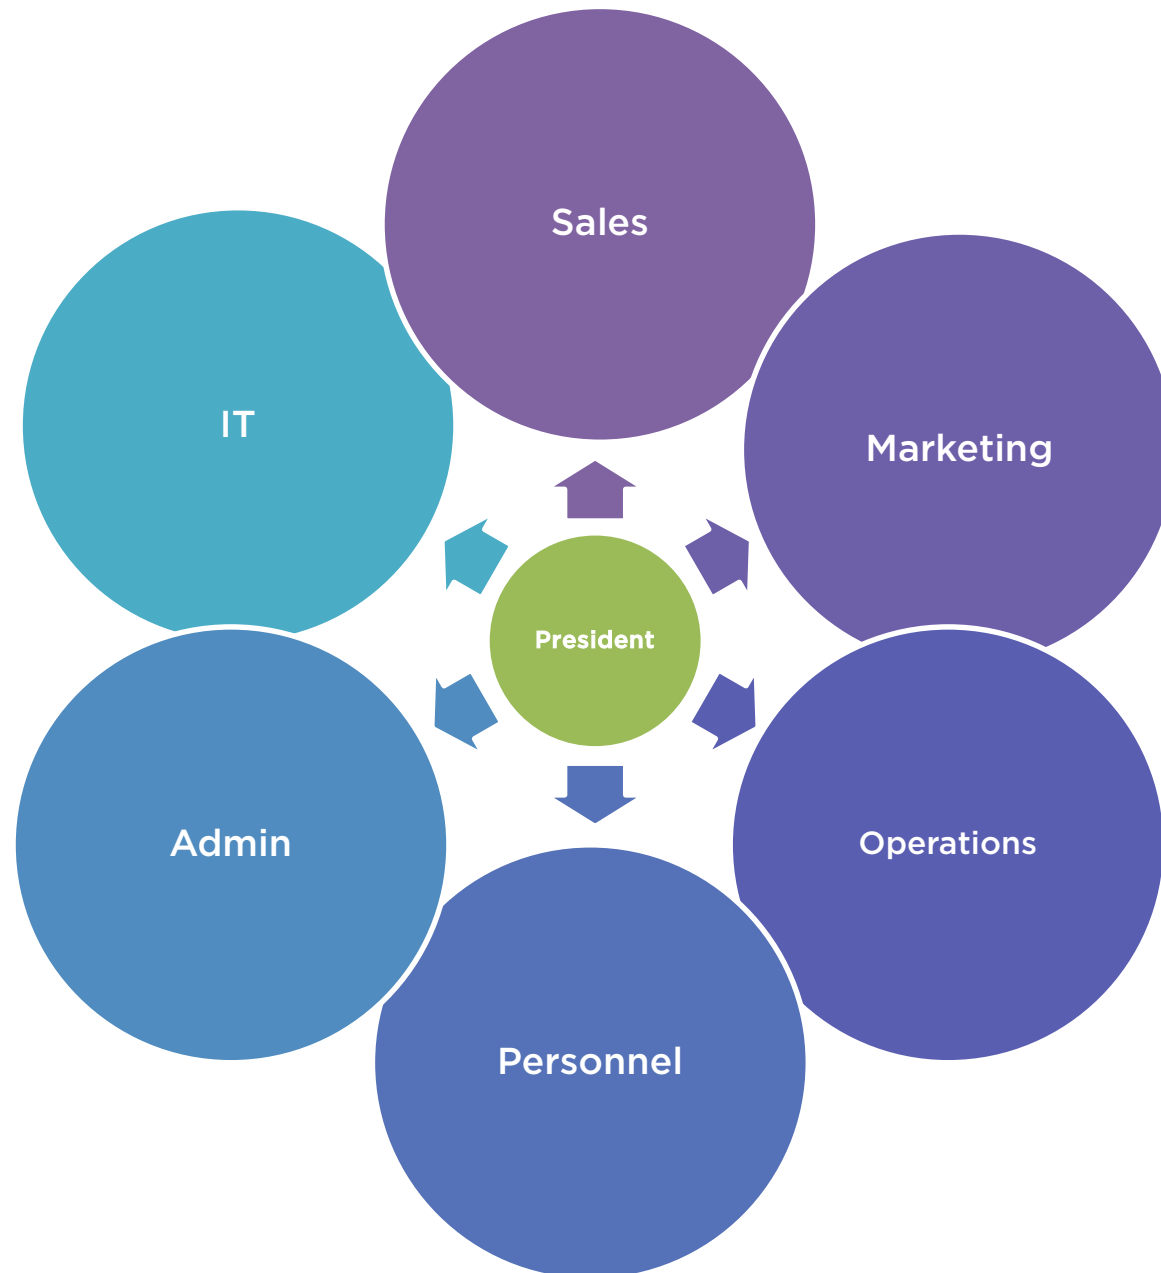 Sales
IT
Marketing
President
Admin
Operations
Personnel